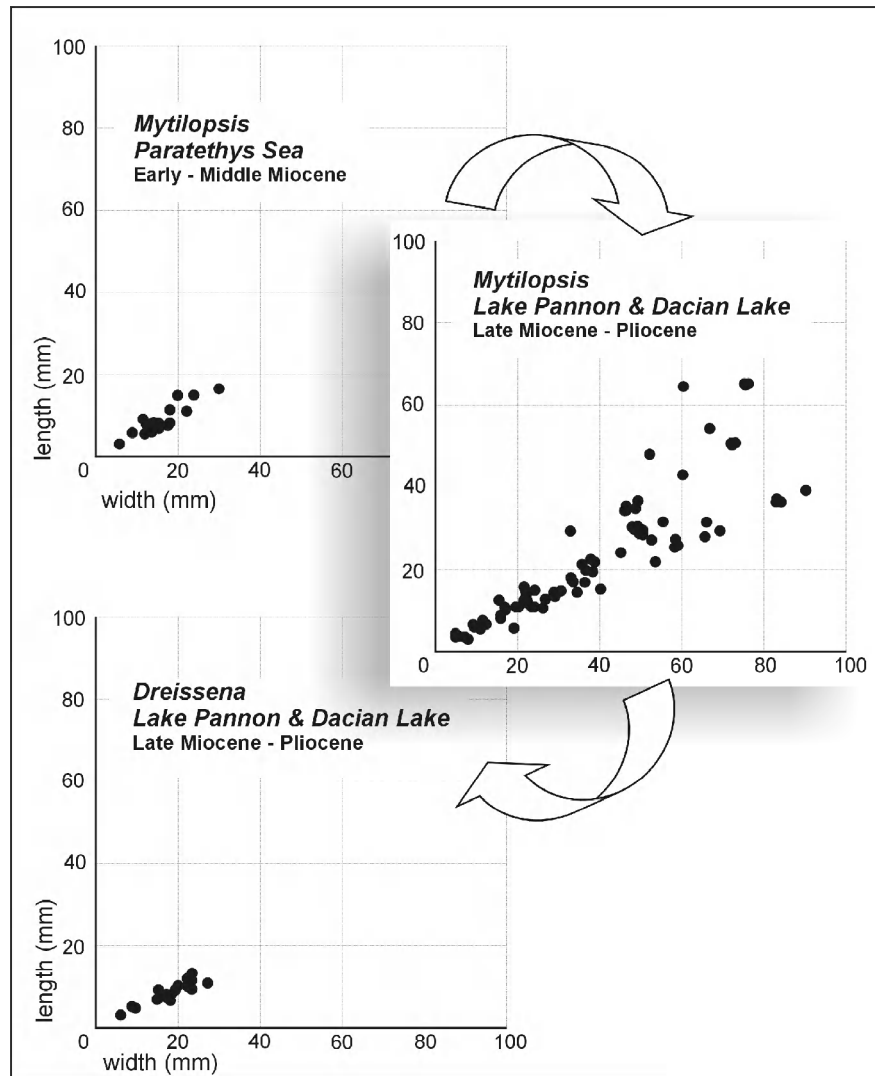 100
80
60
40
20
0
20
40
60
length (mm)
width (mm)
Mytilopsis
Paratethys Sea
Early - Middle Miocene
100
80
60
40
20
0
20
40
60
80
100
Mytilopsis
Lake Pannon & Dacian Lake
Late Miocene - Pliocene
100
80
60
40
20
0
20
40
60
80
100
length (mm)
width (mm)
Dreissena
Lake Pannon & Dacian Lake
Late Miocene - Pliocene